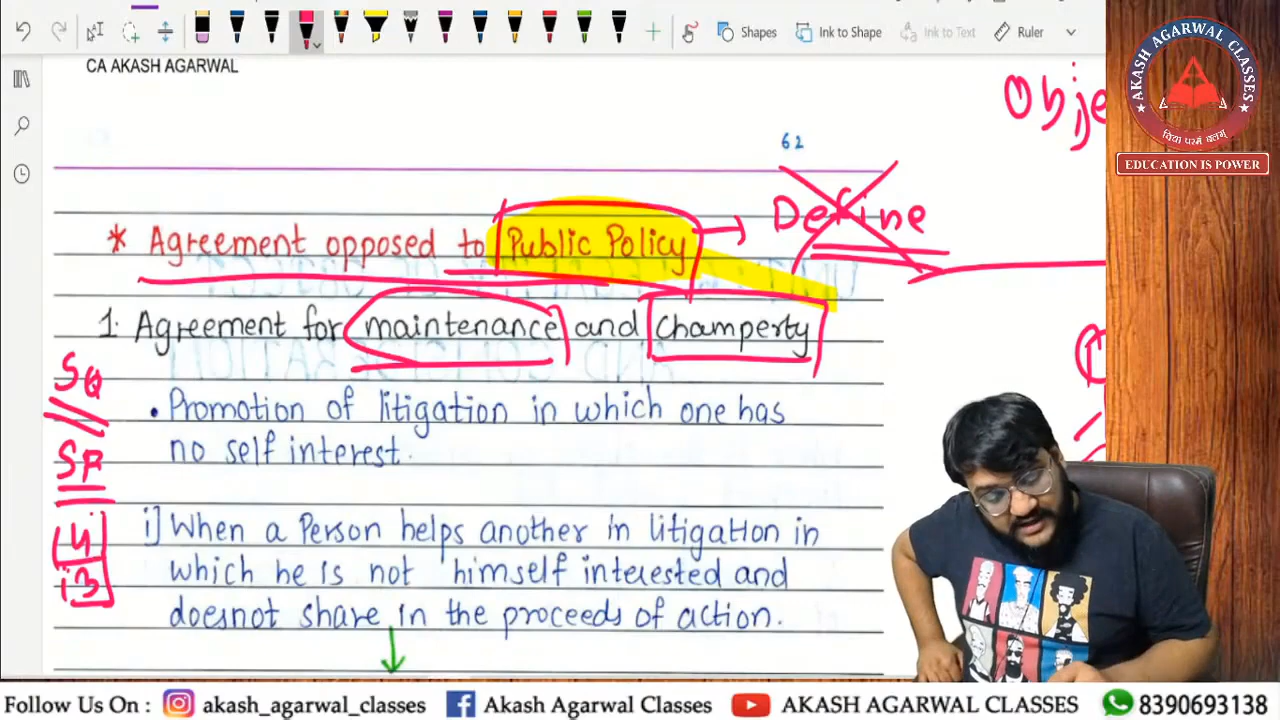 Shapes
Ink to Shape
Ink to Text
Ruler
CA AKASH AGARWAL
Obje
AKASH AGARWAL CLASSES
विद्या परमं बलम्
EDUCATION IS POWER
62
* Agreement opposed to Public Policy → Define
1. Agreement for maintenance and Champerty
SQ
• Promotion of litigation in which one has
no self interest.
SP
i] When a Person helps another in litigation in
4
which he is not himself interested and
13
doesnot share in the proceeds of action.
Follow Us On : akash_agarwal_classes Akash Agarwal Classes AKASH AGARWAL CLASSES 8390693138